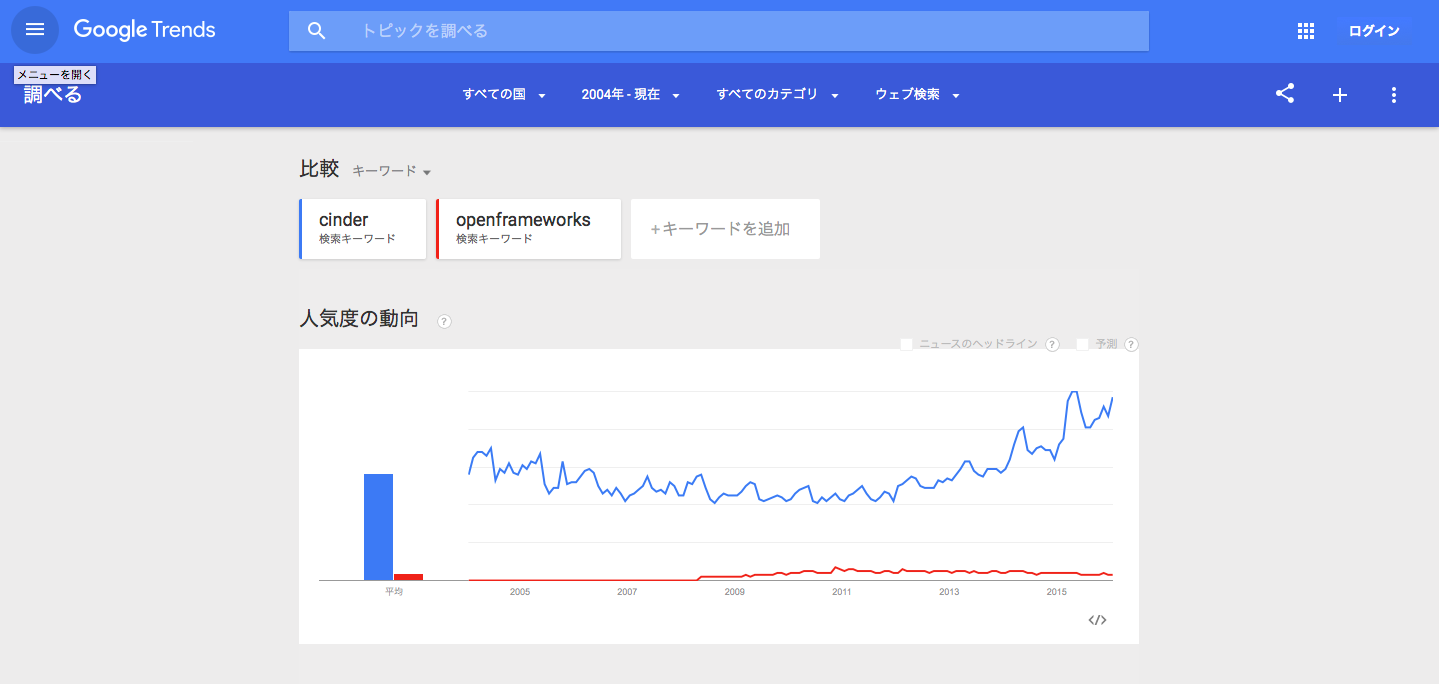 Google Trends
トピックを調べる
ログイン
メニューを開く
調べる
すべての国
2004年 - 現在
すべてのカテゴリ
ウェブ検索
比較 キーワード
cinder
検索キーワード
openframeworks
検索キーワード
+キーワードを追加
人気度の動向 ?
ニュースのヘッドライン ?
予測 ?
平均 2005 2007 2009 2011 2013 2015
</>